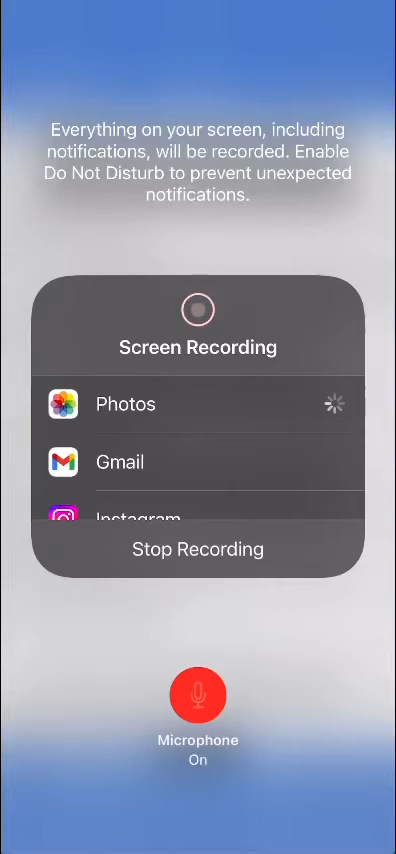 Everything on your screen, including
notifications, will be recorded. Enable
Do Not Disturb to prevent unexpected
notifications.
Screen Recording
Photos
Gmail
Instagram
Stop Recording
Microphone
On